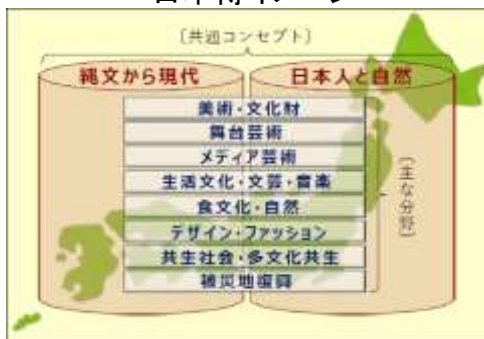 〔共通コンセプト〕
縄文から現代
日本人と自然
美術・文化財
舞台芸術
メディア芸術
生活文化・文芸・音楽
食文化・自然
デザイン・ファッション
共生社会・多文化共生
被災地復興
〔主な分野〕